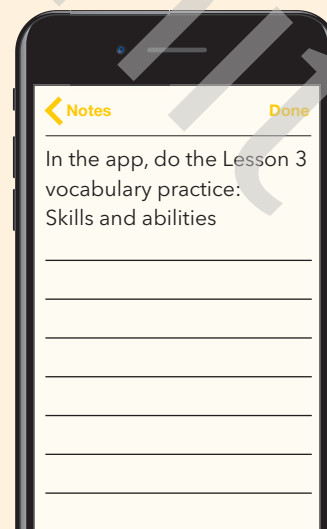 Notes
Done
In the app, do the Lesson 3
vocabulary practice:
Skills and abilities